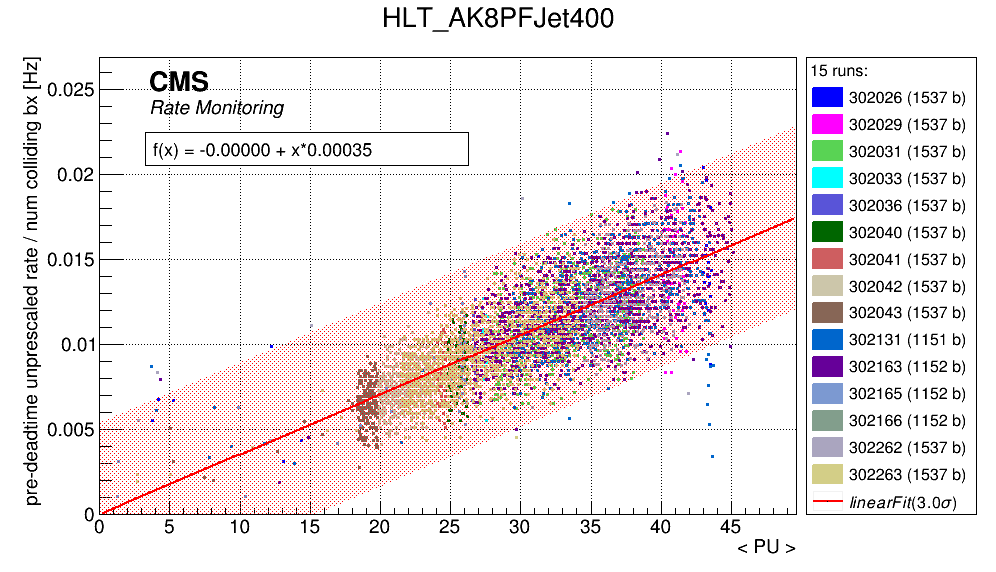 HLT_AK8PFJet400
pre-deadtime unprescaled rate / num colliding bx [Hz]
CMS
Rate Monitoring
f(x) = -0.00000 + x*0.00035
0.025
0.02
0.015
0.01
0.005
0
0 5 10 15 20 25 30 35 40 45
< PU >
15 runs:
302026 (1537 b)
302029 (1537 b)
302031 (1537 b)
302033 (1537 b)
302036 (1537 b)
302040 (1537 b)
302041 (1537 b)
302042 (1537 b)
302043 (1537 b)
302131 (1151 b)
302163 (1152 b)
302165 (1152 b)
302166 (1152 b)
302262 (1537 b)
302263 (1537 b)
linearFit(3.0σ)